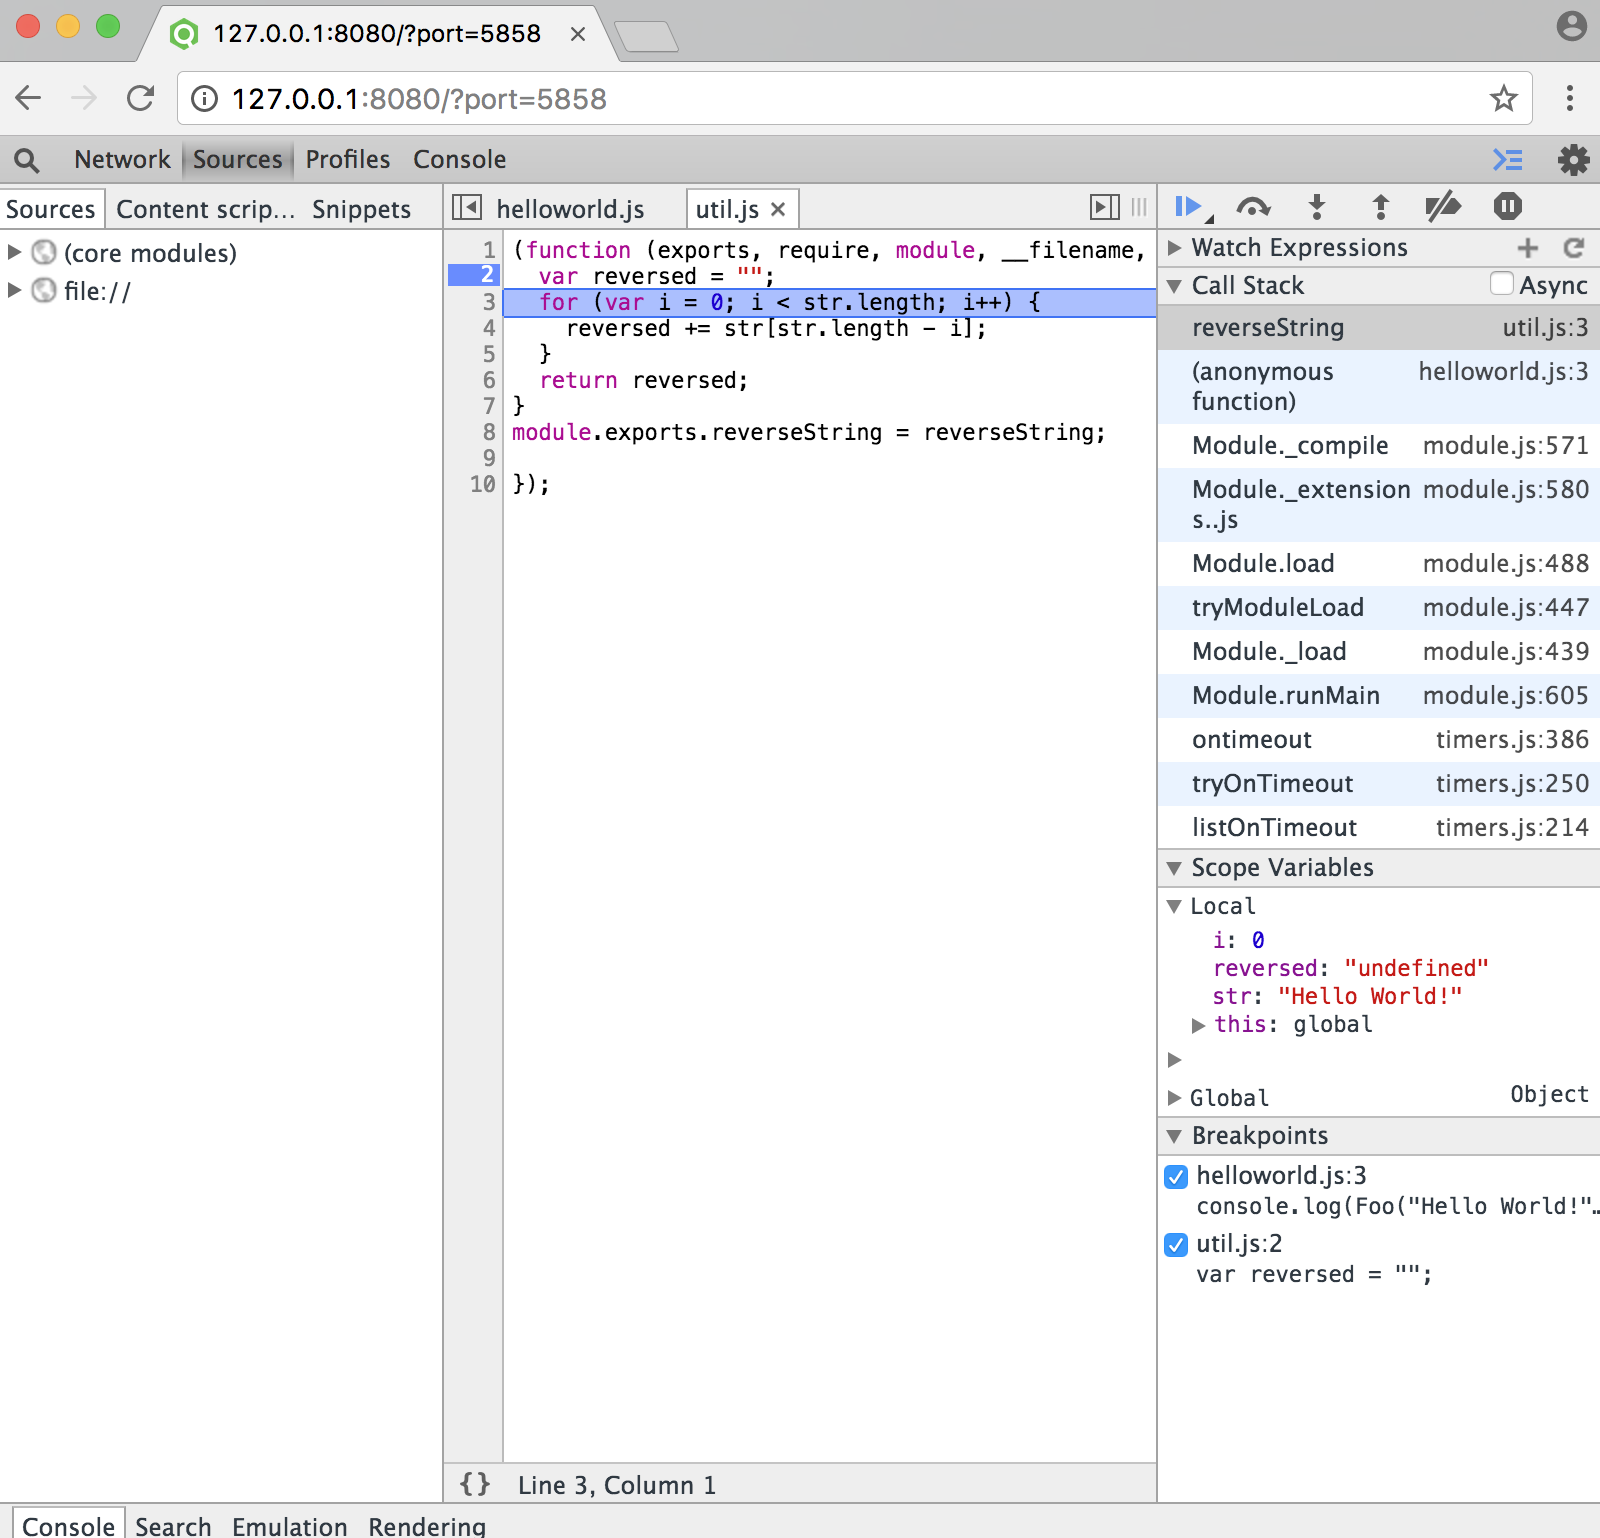 127.0.0.1:8080/?port=5858
127.0.0.1:8080/?port=5858
Network Sources Profiles Console
Sources Content scrip... Snippets
(core modules)
file://
helloworld.js util.js
1 (function (exports, require, module, __filename,
2 var reversed = "";
3 for (var i = 0; i < str.length; i++) {
4 reversed += str[str.length - i];
5 }
6 return reversed;
7 }
8 module.exports.reverseString = reverseString;
9
10 });
{} Line 3, Column 1
Watch Expressions
Call Stack Async
reverseString util.js:3
(anonymous function) helloworld.js:3
Module._compile module.js:571
Module._extensions..js module.js:580
Module.load module.js:488
tryModuleLoad module.js:447
Module._load module.js:439
Module.runMain module.js:605
ontimeout timers.js:386
tryOnTimeout timers.js:250
listOnTimeout timers.js:214
Scope Variables
Local
i: 0
reversed: "undefined"
str: "Hello World!"
this: global
Global Object
Breakpoints
helloworld.js:3
console.log(Foo("Hello World!"…
util.js:2
var reversed = "";
Console Search Emulation Rendering